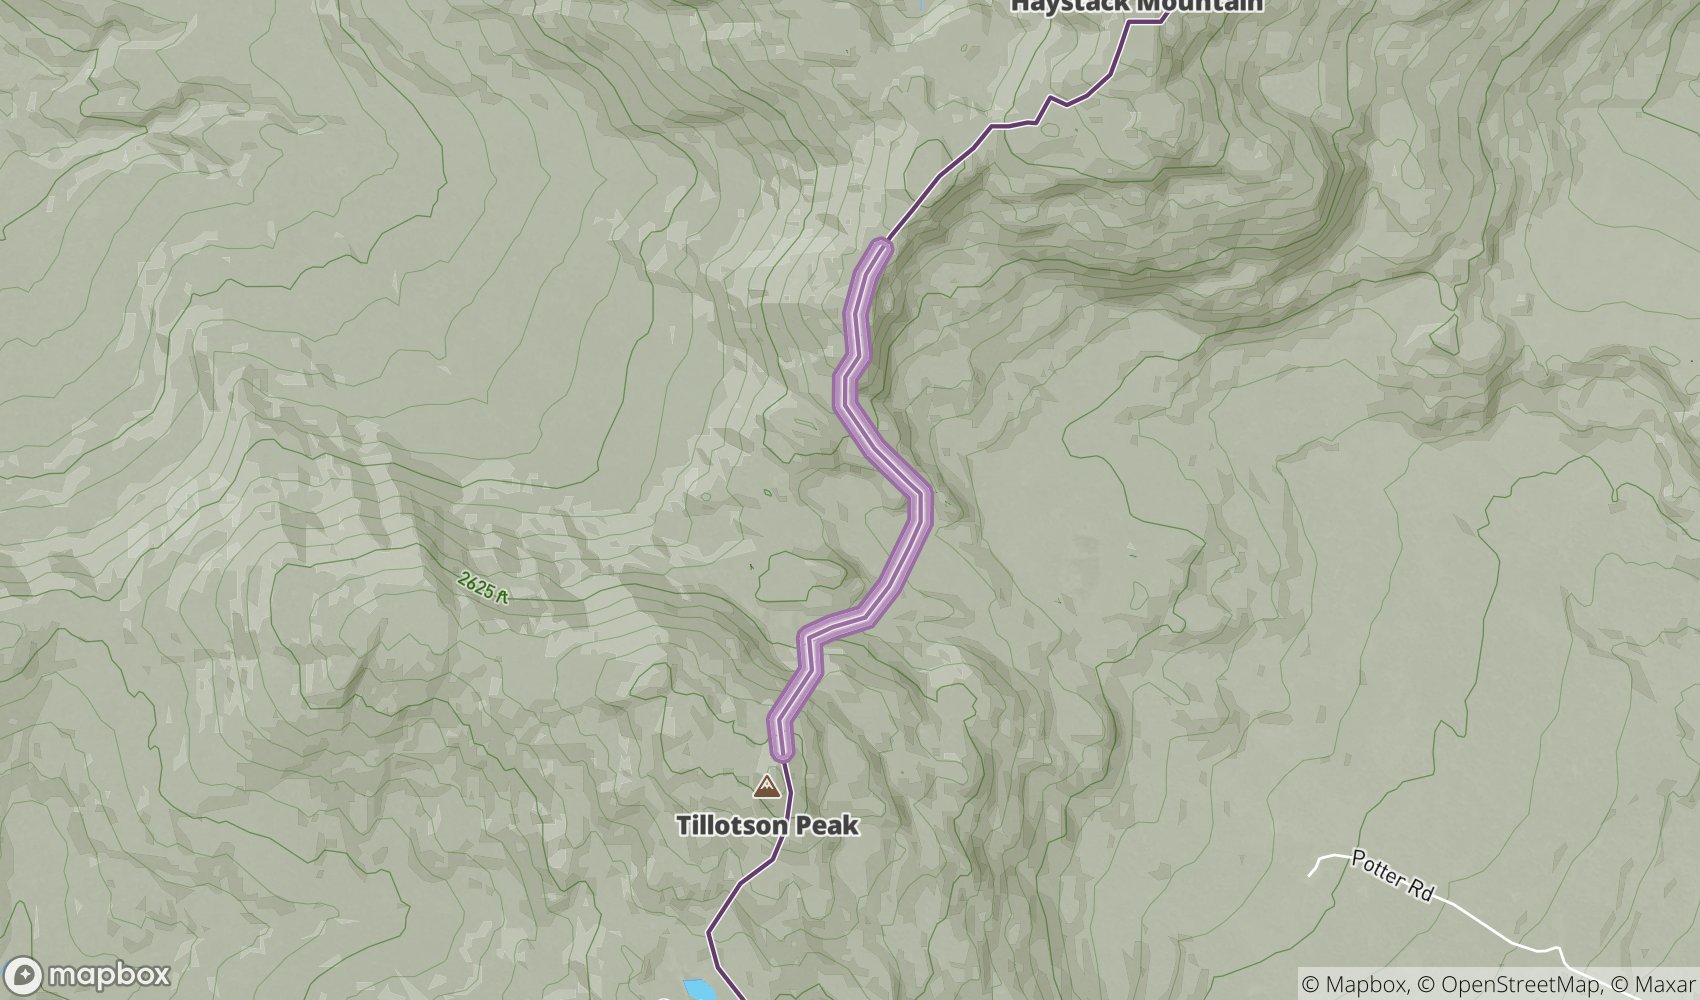 Haystack Mountain
2625 ft
Tillotson Peak
Potter Rd
mapbox
© Mapbox, © OpenStreetMap, © Maxar